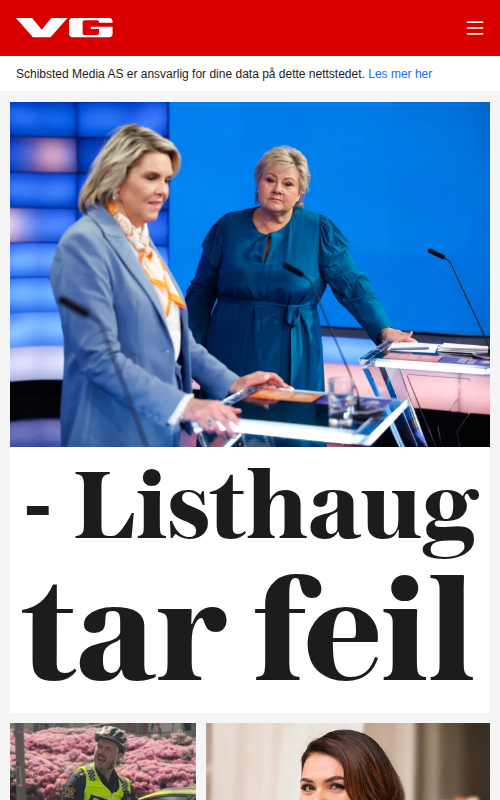 VG
Schibsted Media AS er ansvarlig for dine data på dette nettstedet. Les mer her
- Listhaug
tar feil